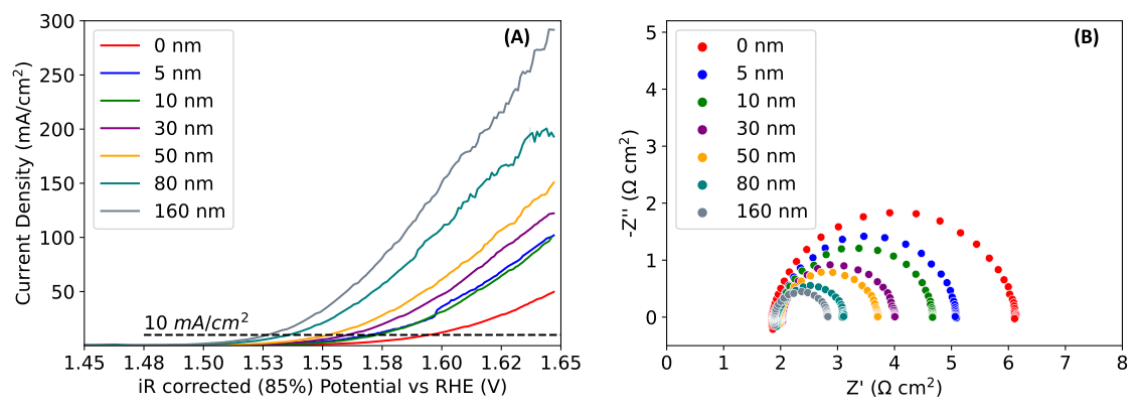 300
250
200
150
100
50
Current Density (mA/cm²)
(A)
0 nm
5 nm
10 nm
30 nm
50 nm
80 nm
160 nm
10 mA/cm²
1.45 1.48 1.50 1.53 1.55 1.58 1.60 1.62 1.65
iR corrected (85%) Potential vs RHE (V)
5
4
3
2
1
0
-Z'' (Ω cm²)
(B)
0 nm
5 nm
10 nm
30 nm
50 nm
80 nm
160 nm
0 1 2 3 4 5 6 7 8
Z' (Ω cm²)